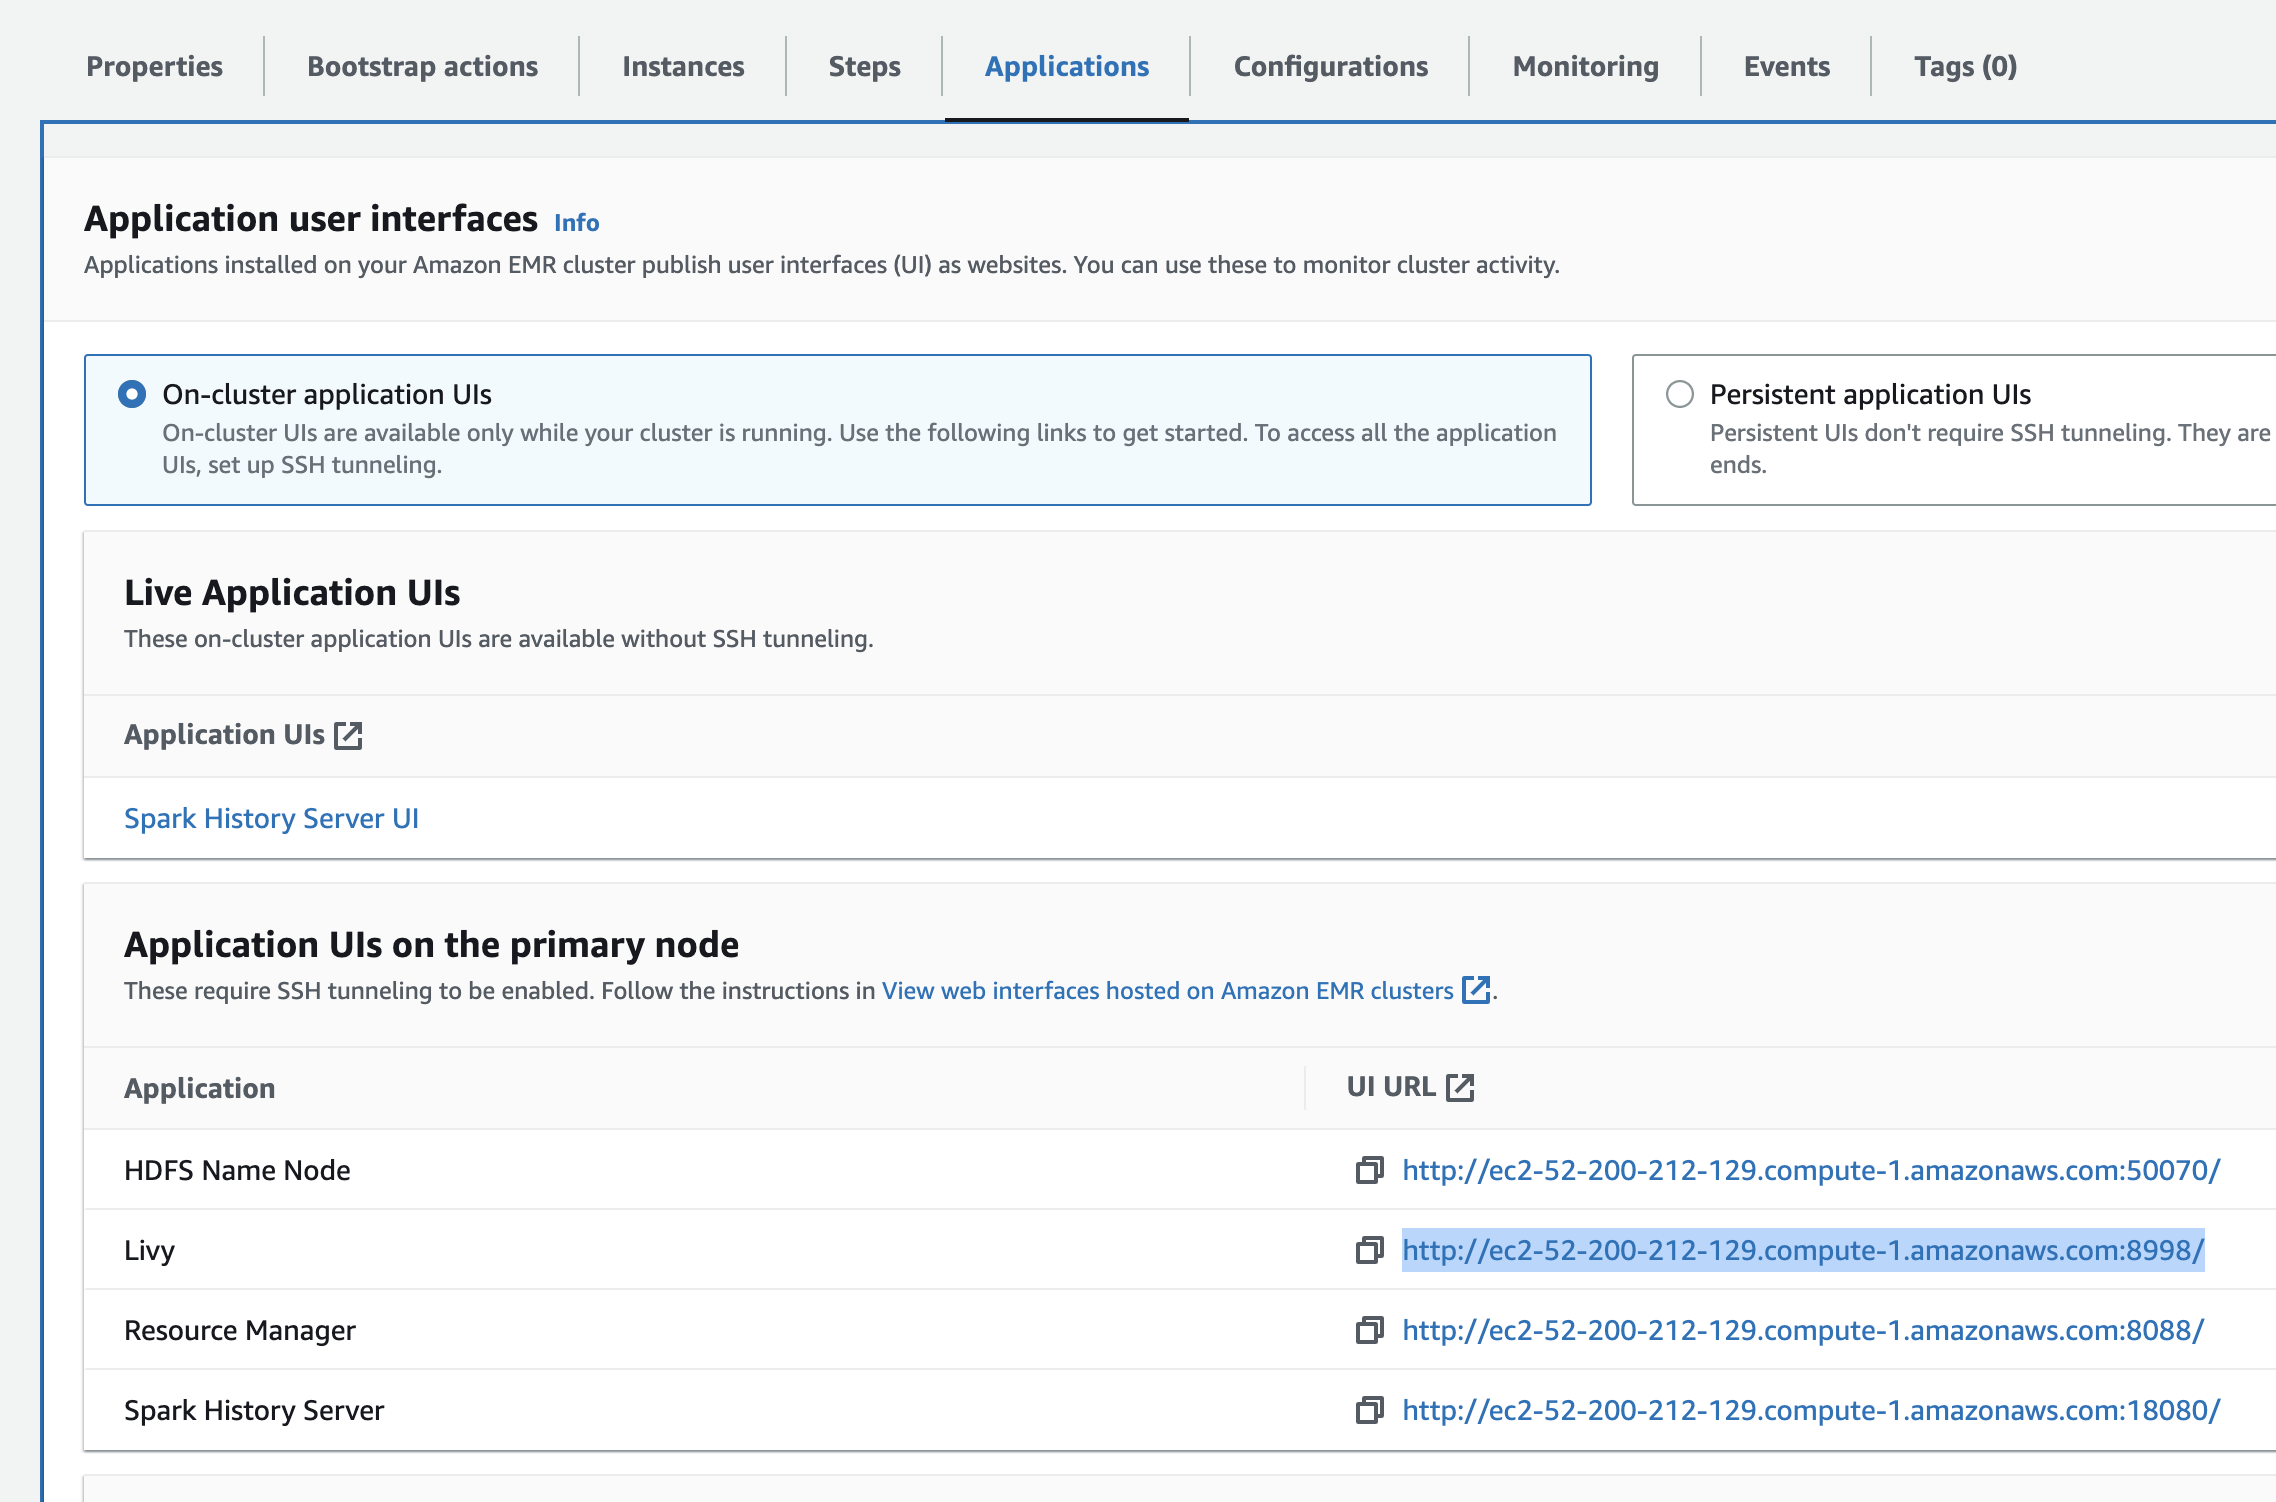 Properties
Bootstrap actions
Instances
Steps
Applications
Configurations
Monitoring
Events
Tags (0)
Application user interfaces Info
Applications installed on your Amazon EMR cluster publish user interfaces (UI) as websites. You can use these to monitor cluster activity.
On-cluster application UIs
On-cluster UIs are available only while your cluster is running. Use the following links to get started. To access all the application
UIs, set up SSH tunneling.
Persistent application UIs
Persistent UIs don't require SSH tunneling. They are
ends.
Live Application UIs
These on-cluster application UIs are available without SSH tunneling.
Application UIs
Spark History Server UI
Application UIs on the primary node
These require SSH tunneling to be enabled. Follow the instructions in View web interfaces hosted on Amazon EMR clusters .
Application
UI URL
HDFS Name Node
http://ec2-52-200-212-129.compute-1.amazonaws.com:50070/
Livy
http://ec2-52-200-212-129.compute-1.amazonaws.com:8998/
Resource Manager
http://ec2-52-200-212-129.compute-1.amazonaws.com:8088/
Spark History Server
http://ec2-52-200-212-129.compute-1.amazonaws.com:18080/